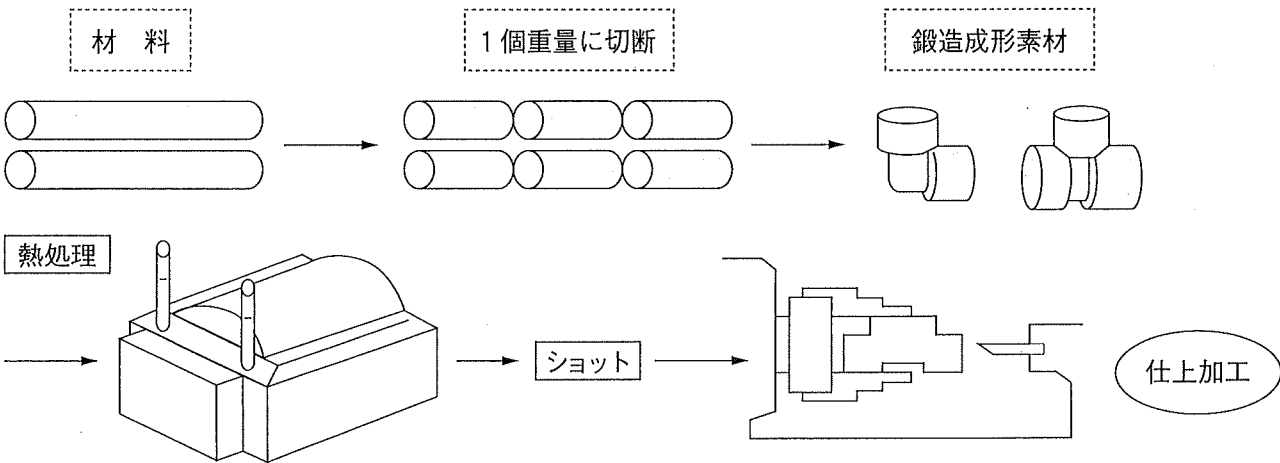 材 料
1個重量に切断
鍛造成形素材
熱処理
ショット
仕上加工